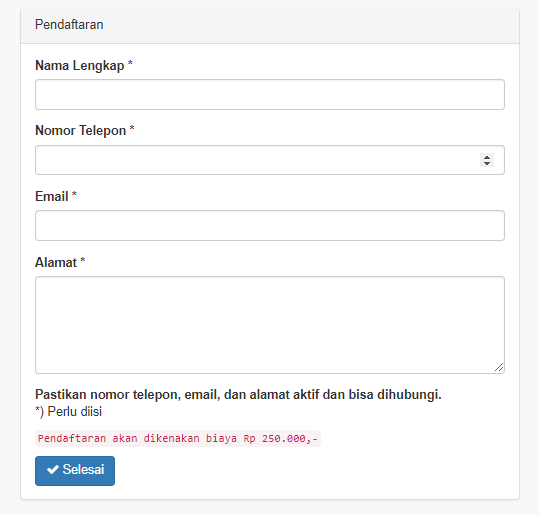 Pendaftaran
Nama Lengkap *
Nomor Telepon *
Email *
Alamat *
Pastikan nomor telepon, email, dan alamat aktif dan bisa dihubungi.
*) Perlu diisi
Pendaftaran akan dikenakan biaya Rp 250.000,-
Selesai